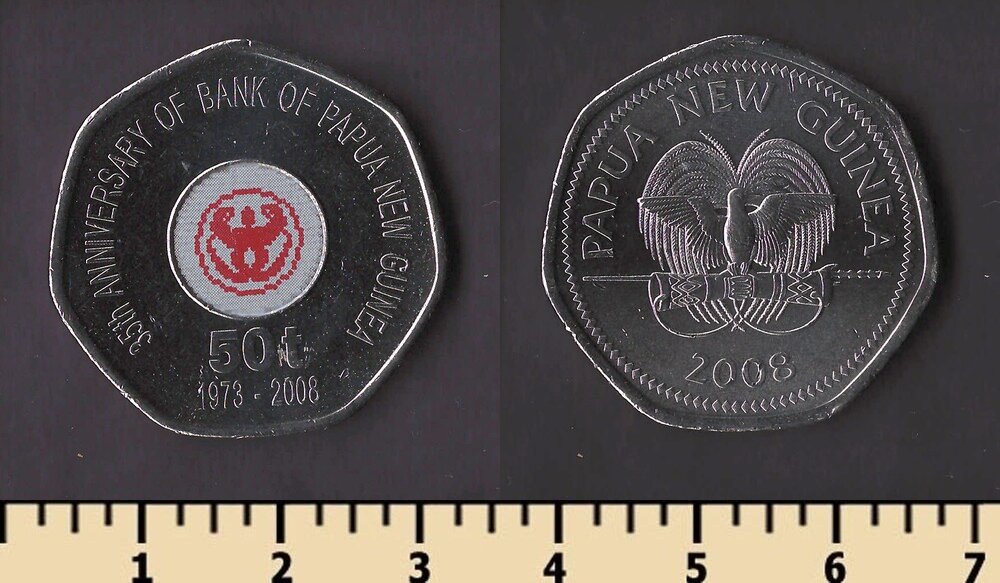 35th ANNIVERSARY OF BANK OF PAPUA NEW GUINEA
50t
1973 - 2008
PAPUA NEW GUINEA
2008
1 2 3 4 5 6 7